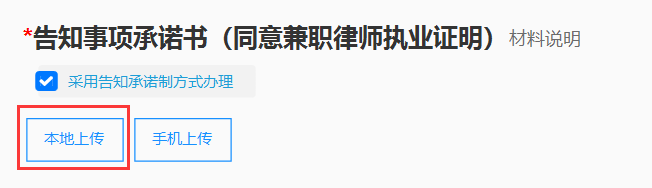 *告知事项承诺书（同意兼职律师执业证明）材料说明
采用告知承诺制方式办理
本地上传 手机上传